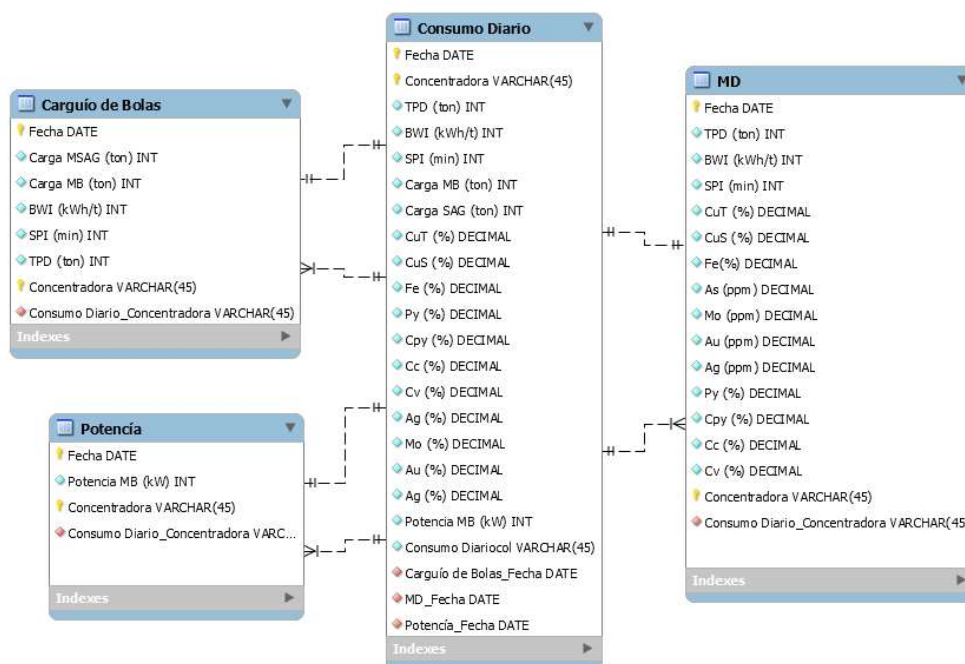 Carguío de Bolas
Fecha DATE
Carga MSAG (ton) INT
Carga MB (ton) INT
BWI (kWh/t) INT
SPI (min) INT
TPD (ton) INT
Concentradora VARCHAR(45)
Consumo Diario_Concentradora VARCHAR(45)
Indexes
Potencía
Fecha DATE
Potencia MB (kW) INT
Concentradora VARCHAR(45)
Consumo Diario_Concentradora VARC...
Indexes
Consumo Diario
Fecha DATE
Concentradora VARCHAR(45)
TPD (ton) INT
BWI (kWh/t) INT
SPI (min) INT
Carga MB (ton) INT
Carga SAG (ton) INT
CuT (%) DECIMAL
CuS (%) DECIMAL
Fe (%) DECIMAL
Py (%) DECIMAL
Cpy (%) DECIMAL
Cc (%) DECIMAL
Cv (%) DECIMAL
Ag (%) DECIMAL
Mo (%) DECIMAL
Au (%) DECIMAL
Ag (%) DECIMAL
Potencia MB (kW) INT
Consumo Diariocol VARCHAR(45)
Carguío de Bolas_Fecha DATE
MD_Fecha DATE
Potencía_Fecha DATE
Indexes
MD
Fecha DATE
TPD (ton) INT
BWI (kWh/t) INT
SPI (min) INT
CuT (%) DECIMAL
CuS (%) DECIMAL
Fe(%) DECIMAL
As (ppm) DECIMAL
Mo (ppm) DECIMAL
Au (ppm) DECIMAL
Ag (ppm) DECIMAL
Py (%) DECIMAL
Cpy (%) DECIMAL
Cc (%) DECIMAL
Cv (%) DECIMAL
Concentradora VARCHAR(45)
Consumo Diario_Concentradora VARCHAR(45
Indexes